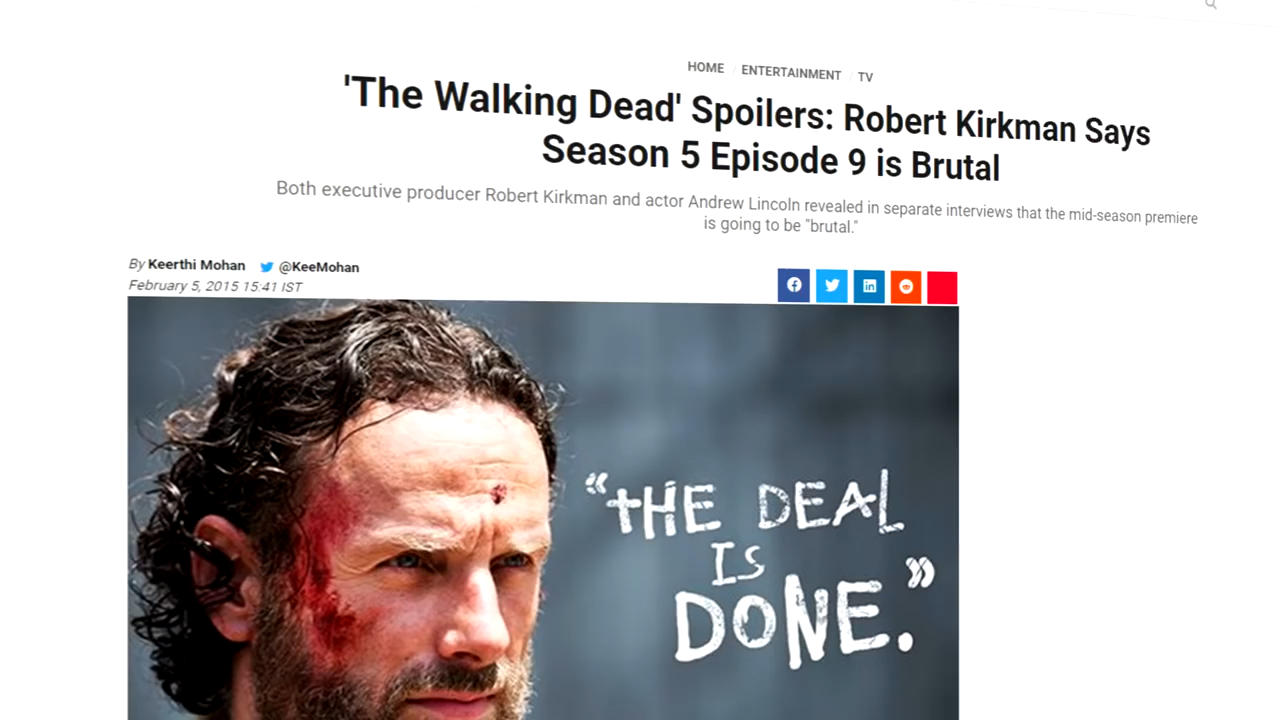 HOME / ENTERTAINMENT / TV
'The Walking Dead' Spoilers: Robert Kirkman Says
Season 5 Episode 9 is Brutal
Both executive producer Robert Kirkman and actor Andrew Lincoln revealed in separate interviews that the mid-season premiere
is going to be "brutal."
By Keerthi Mohan @KeeMohan
February 5, 2015 15:41 IST
“tHE DEAL
IS
DONE.”